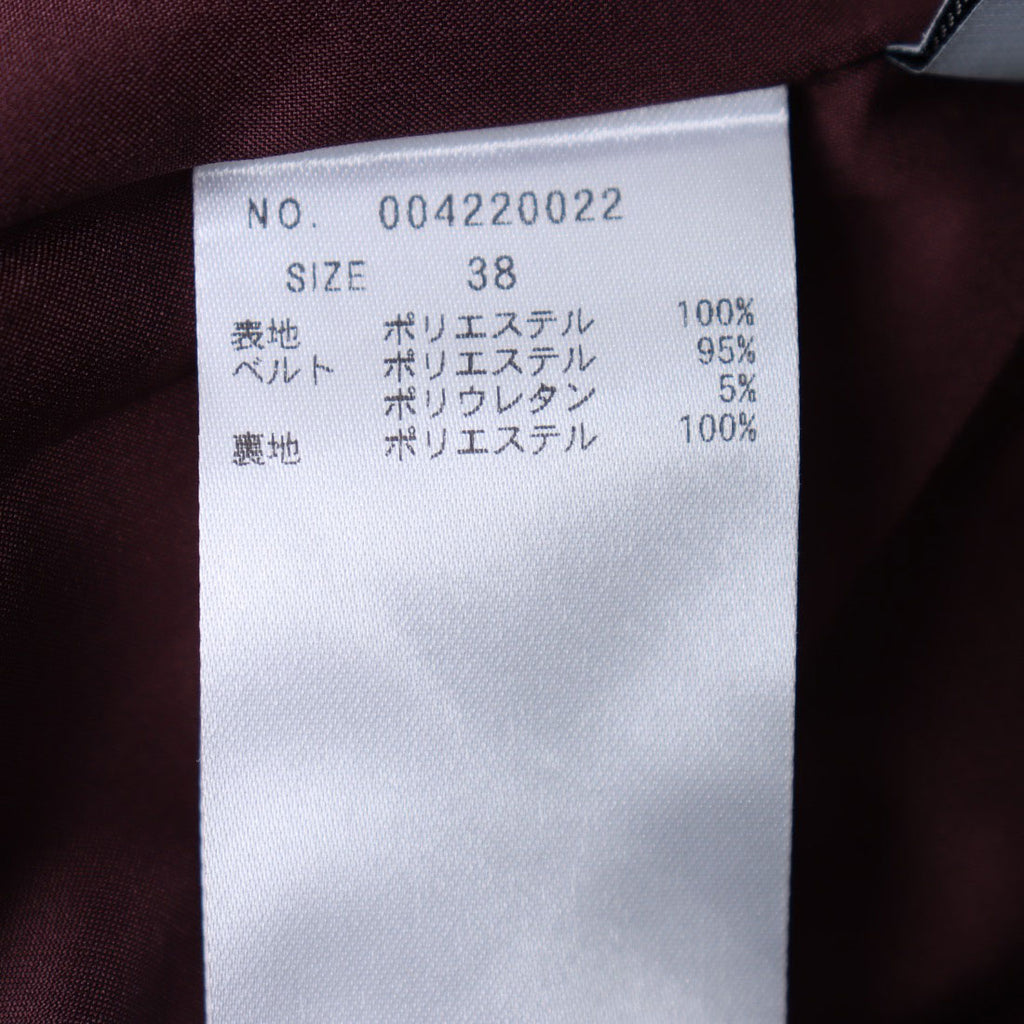 NO. 004220022
SIZE 38
表地 ポリエステル 100%
ベルト ポリエステル 95%
ポリウレタン 5%
裏地 ポリエステル 100%